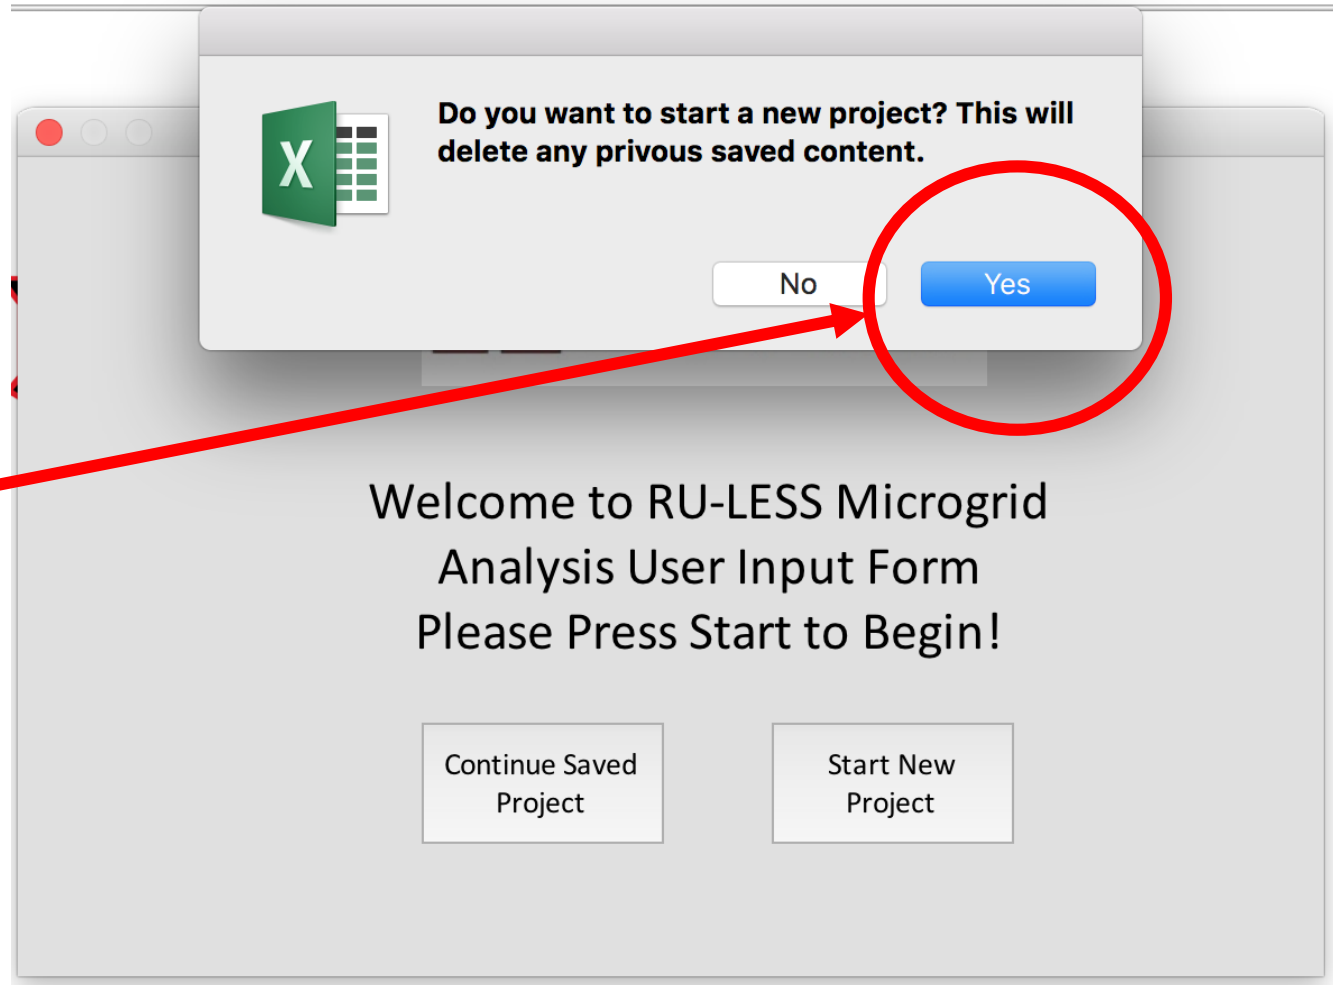 Do you want to start a new project? This will
delete any privous saved content.
X
No
Yes
Welcome to RU-LESS Microgrid
Analysis User Input Form
Please Press Start to Begin!
Continue Saved
Project
Start New
Project